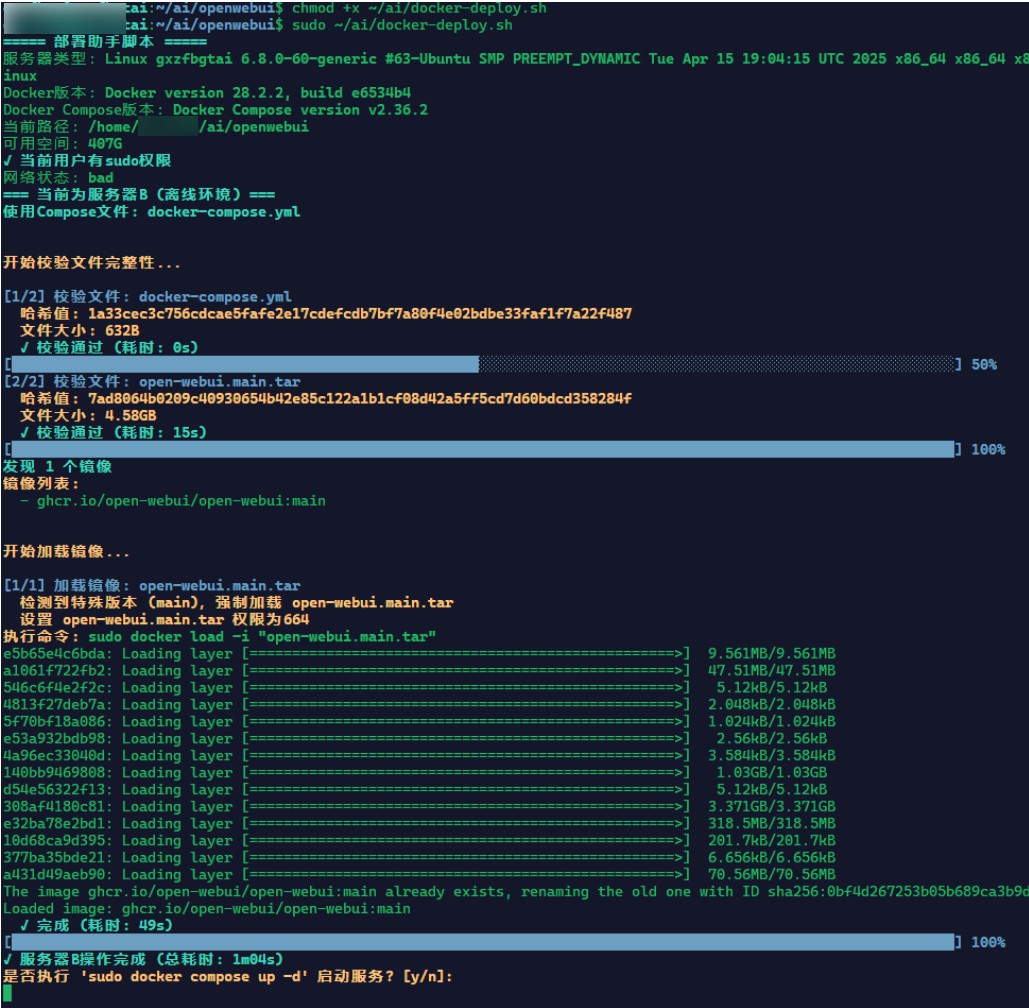 tai:~/ai/openwebui$ chmod +x ~/ai/docker-deploy.sh
tai:~/ai/openwebui$ sudo ~/ai/docker-deploy.sh
===== 部署助手脚本 =====
服务器类型: Linux gxzfbgtai 6.8.0-60-generic #63-Ubuntu SMP PREEMPT_DYNAMIC Tue Apr 15 19:04:15 UTC 2025 x86_64 x86_64 x8
inux
Docker版本: Docker version 28.2.2, build e6534b4
Docker Compose版本: Docker Compose version v2.36.2
当前路径: /home/ /ai/openwebui
可用空间: 407G
✓ 当前用户有sudo权限
网络状态: bad
=== 当前为服务器B (离线环境) ===
使用Compose文件: docker-compose.yml
开始校验文件完整性...
[1/2] 校验文件: docker-compose.yml
哈希值: 1a33cec3c756cdcae5fafe2e17cdefcdb7bf7a80f4e02bdbe33faf1f7a22f487
文件大小: 632B
✓ 校验通过 (耗时: 0s)
[ ] 50%
[2/2] 校验文件: open-webui.main.tar
哈希值: 7ad8064b0209c40930654b42e85c122a1b1cf08d42a5ff5cd7d60bdcd358284f
文件大小: 4.58GB
✓ 校验通过 (耗时: 15s)
[ ] 100%
发现 1 个镜像
镜像列表:
- ghcr.io/open-webui/open-webui:main
开始加载镜像...
[1/1] 加载镜像: open-webui.main.tar
检测到特殊版本 (main), 强制加载 open-webui.main.tar
设置 open-webui.main.tar 权限为664
执行命令: sudo docker load -i "open-webui.main.tar"
e5b65e4c6bda: Loading layer [==================================================>] 9.561MB/9.561MB
a1061f722fb2: Loading layer [==================================================>] 47.51MB/47.51MB
546c6f4e2f2c: Loading layer [==================================================>] 5.12kB/5.12kB
4813f27deb7a: Loading layer [==================================================>] 2.048kB/2.048kB
5f70bf18a086: Loading layer [==================================================>] 1.024kB/1.024kB
e53a932bdb98: Loading layer [==================================================>] 2.56kB/2.56kB
4a96ec33040d: Loading layer [==================================================>] 3.584kB/3.584kB
140bb9469808: Loading layer [==================================================>] 1.03GB/1.03GB
d54e56322f13: Loading layer [==================================================>] 5.12kB/5.12kB
308af4180c81: Loading layer [==================================================>] 3.371GB/3.371GB
e32ba78e2bd1: Loading layer [==================================================>] 318.5MB/318.5MB
10d68ca9d395: Loading layer [==================================================>] 201.7kB/201.7kB
377ba35bde21: Loading layer [==================================================>] 6.656kB/6.656kB
a431d49aeb90: Loading layer [==================================================>] 70.56MB/70.56MB
The image ghcr.io/open-webui/open-webui:main already exists, renaming the old one with ID sha256:0bf4d267253b05b689ca3b9d
Loaded image: ghcr.io/open-webui/open-webui:main
✓ 完成 (耗时: 49s)
[ ] 100%
✓ 服务器B操作完成 (总耗时: 1m04s)
是否执行 'sudo docker compose up -d' 启动服务? [y/n]: